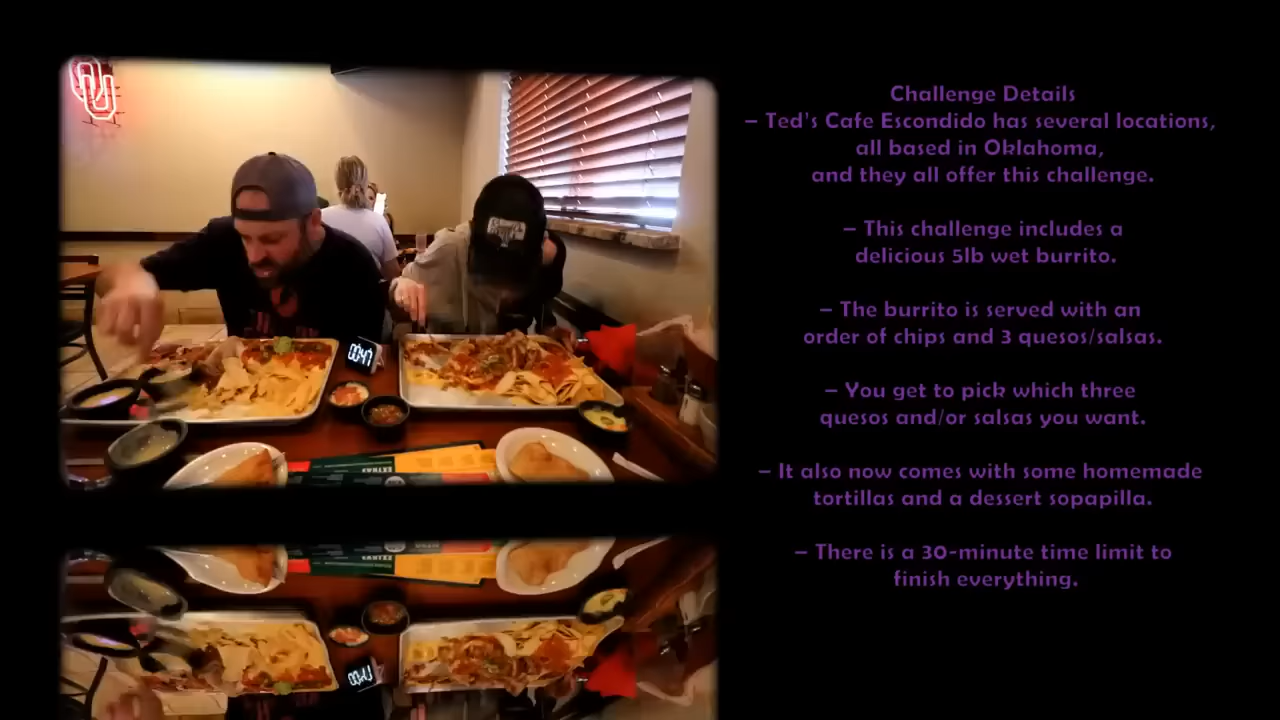 OU
Challenge Details
– Ted's Cafe Escondido has several locations,
all based in Oklahoma,
and they all offer this challenge.
– This challenge includes a
delicious 5lb wet burrito.
– The burrito is served with an
order of chips and 3 quesos/salsas.
– You get to pick which three
quesos and/or salsas you want.
– It also now comes with some homemade
tortillas and a dessert sopapilla.
– There is a 30-minute time limit to
finish everything.
0047
EXTRAS